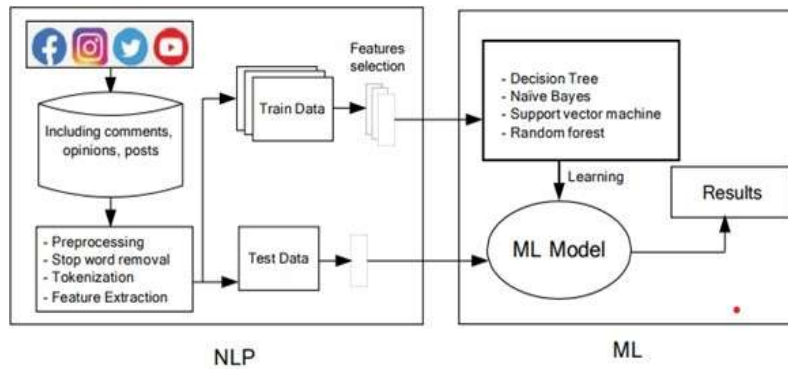 Including comments,
opinions, posts
- Preprocessing
- Stop word removal
- Tokenization
- Feature Extraction
Train Data
Features
selection
Test Data
NLP
- Decision Tree
- Naïve Bayes
- Support vector machine
- Random forest
Learning
ML Model
Results
ML